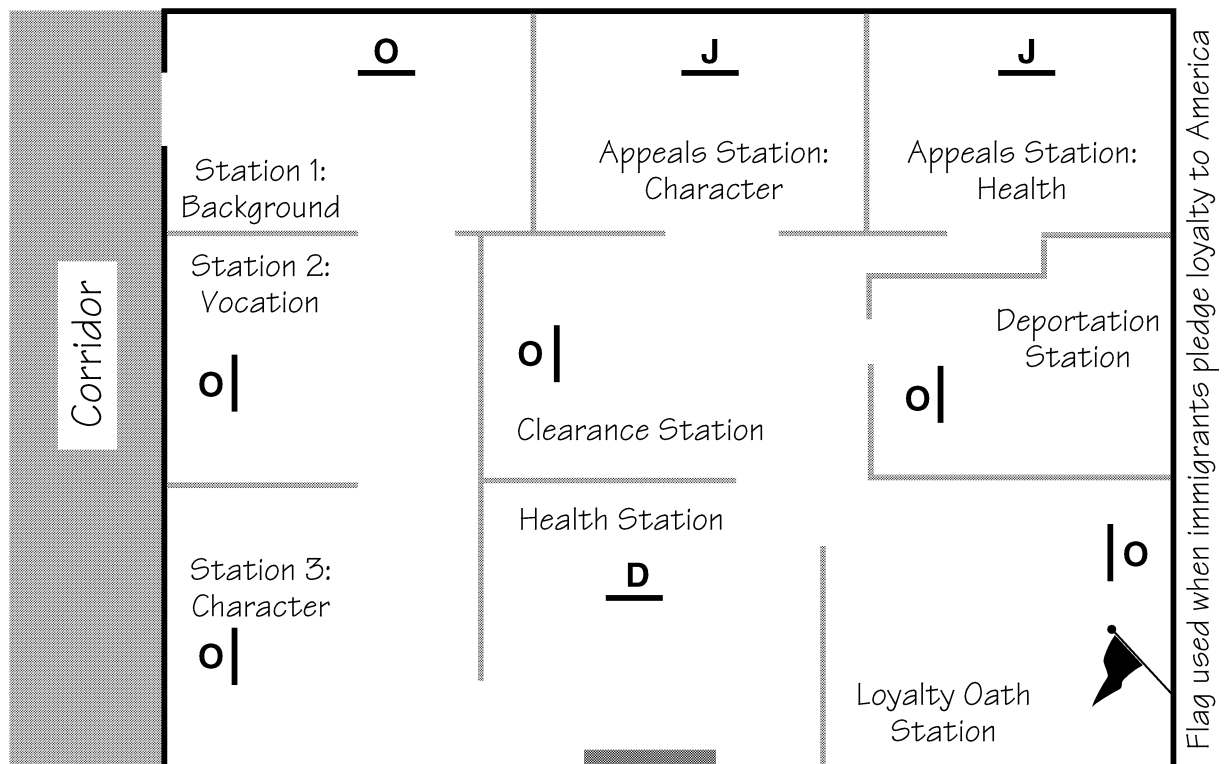 O
J
J
Station 1:
Background
Appeals Station:
Character
Appeals Station:
Health
Corridor
Station 2:
Vocation
O
O
Clearance Station
Deportation
Station
O
Station 3:
Character
O
Health Station
D
O
Loyalty Oath
Station
Flag used when immigrants pledge loyalty to America